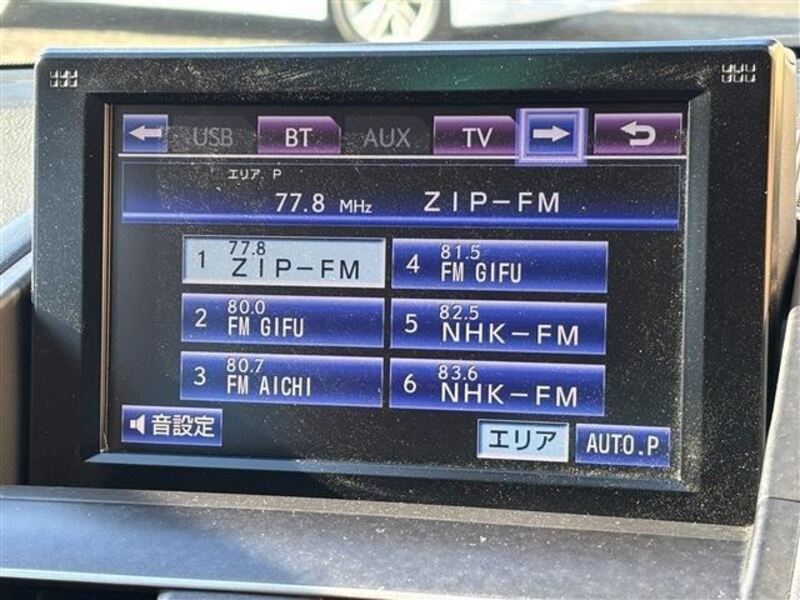 USB BT AUX TV
エリア P
77.8 MHz ZIP-FM
1 77.8 ZIP-FM
4 81.5 FM GIFU
2 80.0 FM GIFU
5 82.5 NHK-FM
3 80.7 FM AICHI
6 83.6 NHK-FM
音設定 エリア AUTO.P